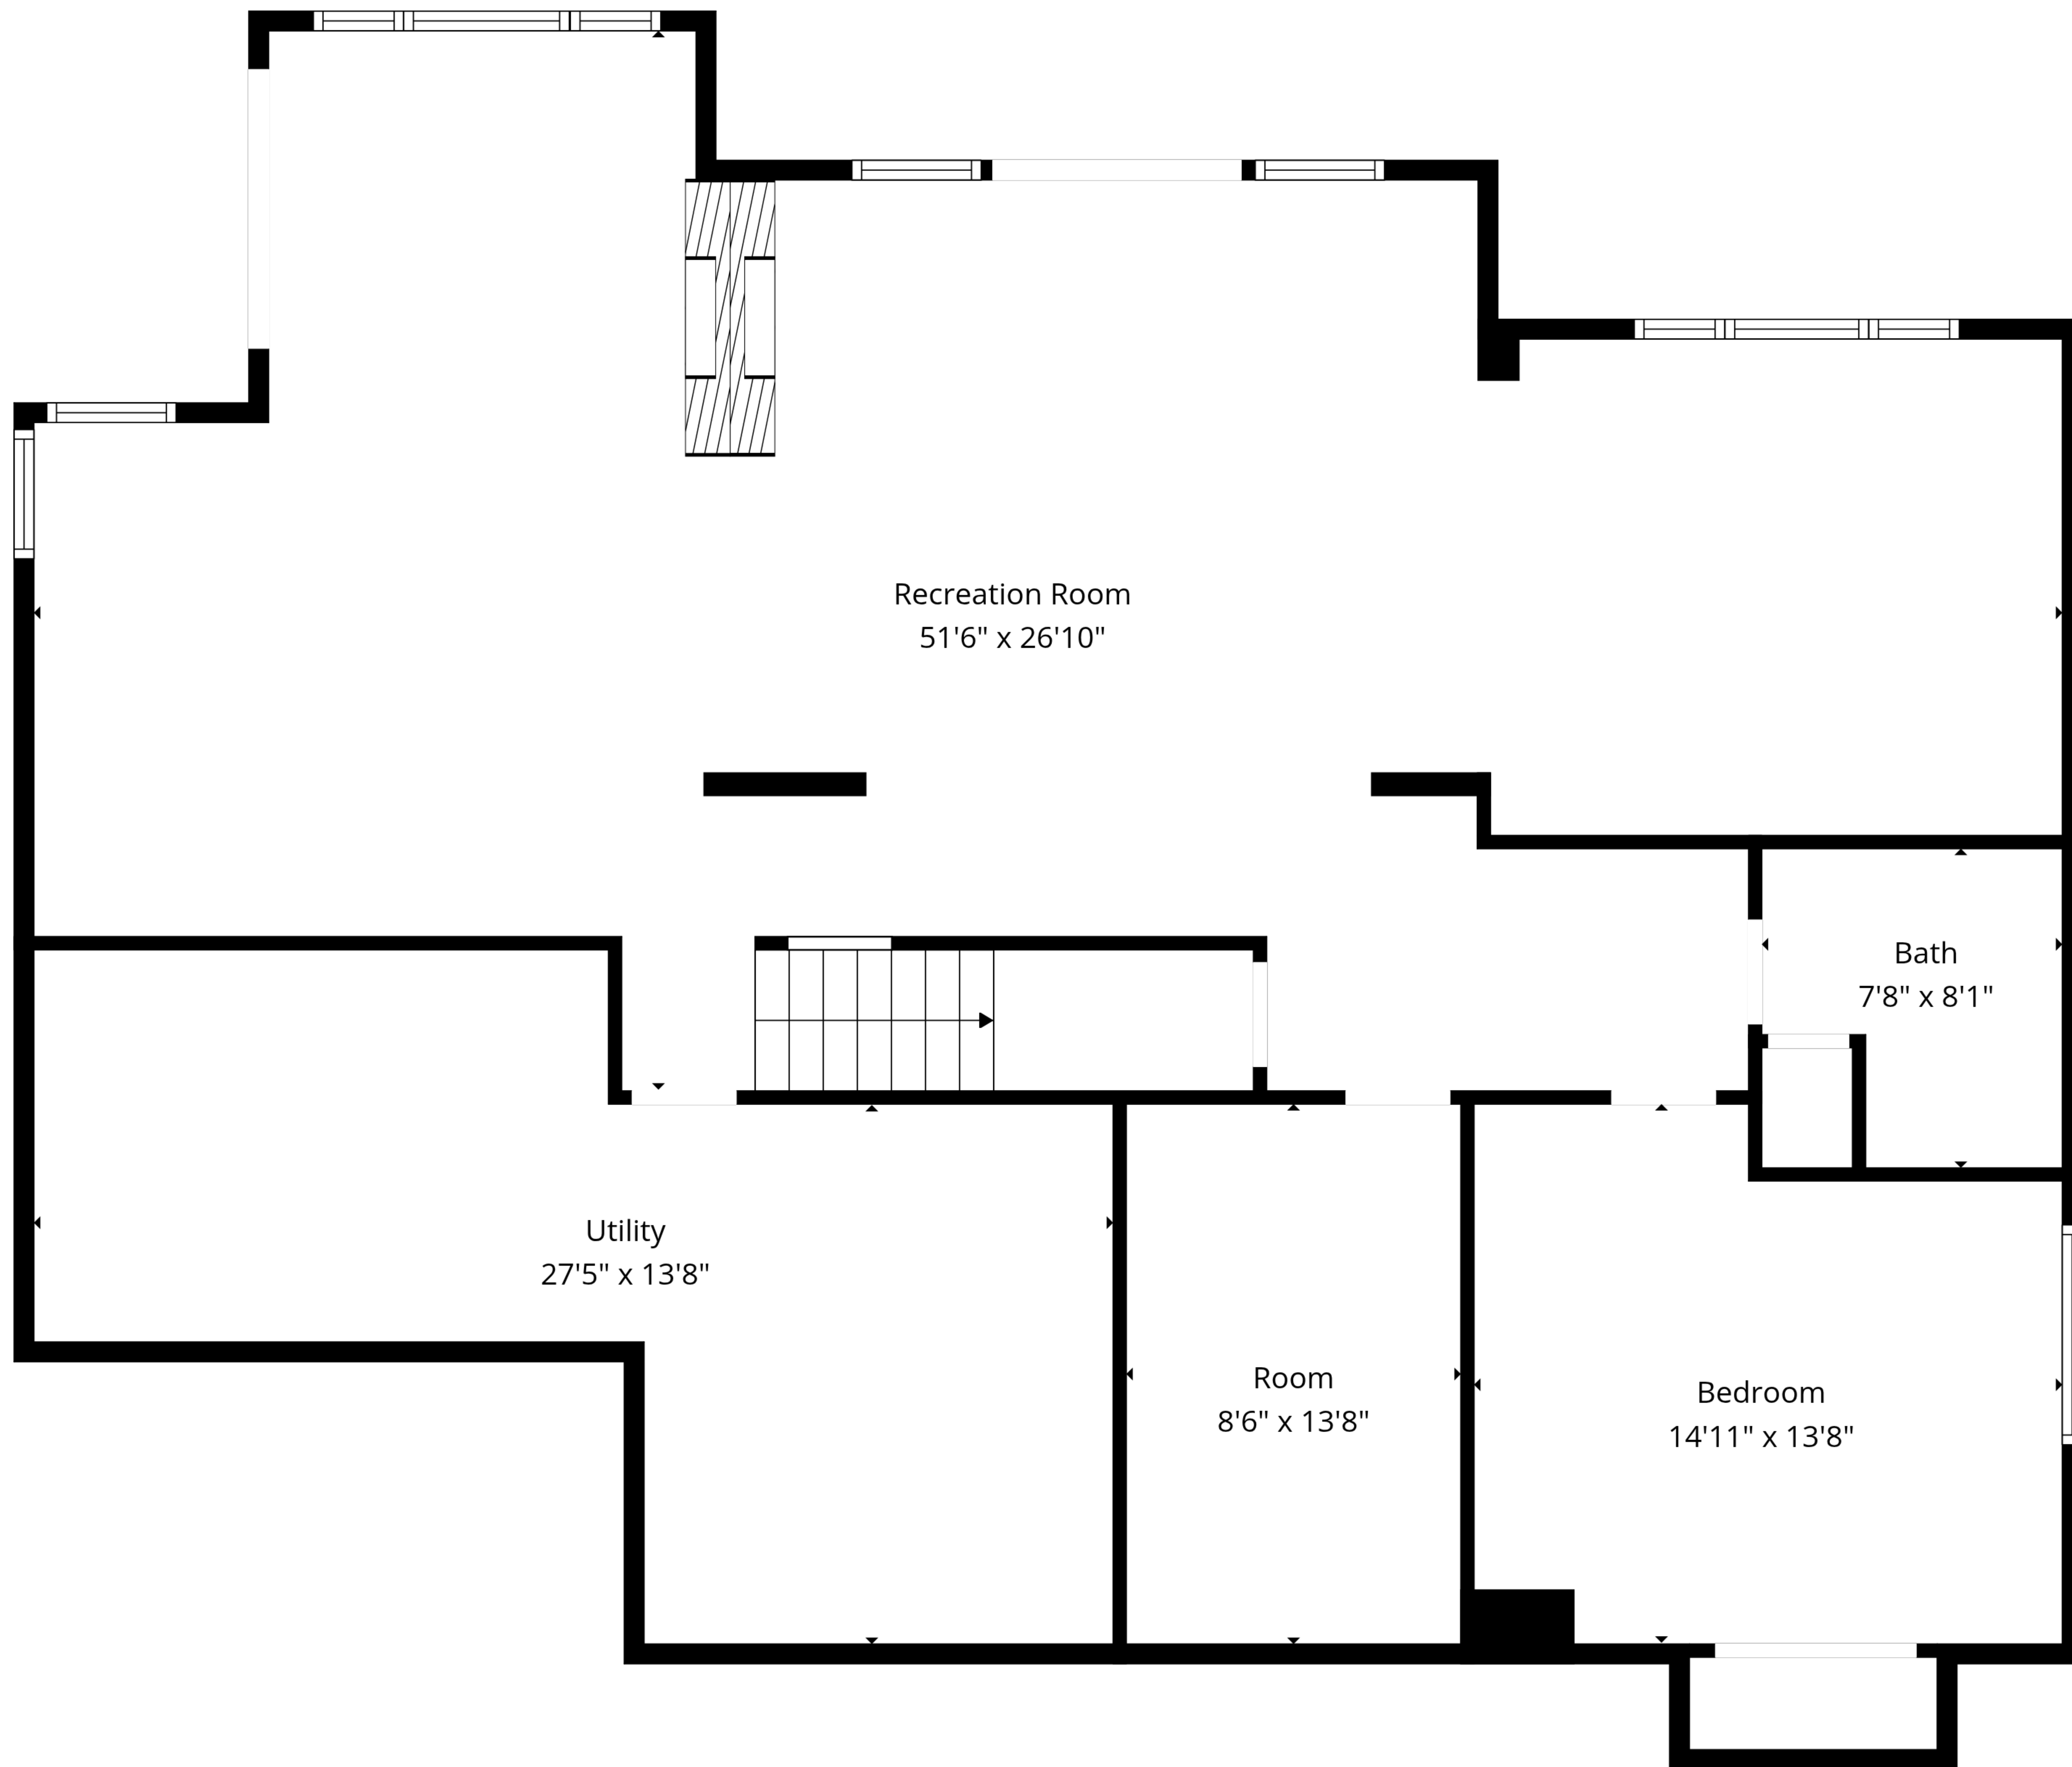 Recreation Room
51'6" x 26'10"
Bath
7'8" x 8'1"
Utility
27'5" x 13'8"
Room
8'6" x 13'8"
Bedroom
14'11" x 13'8"